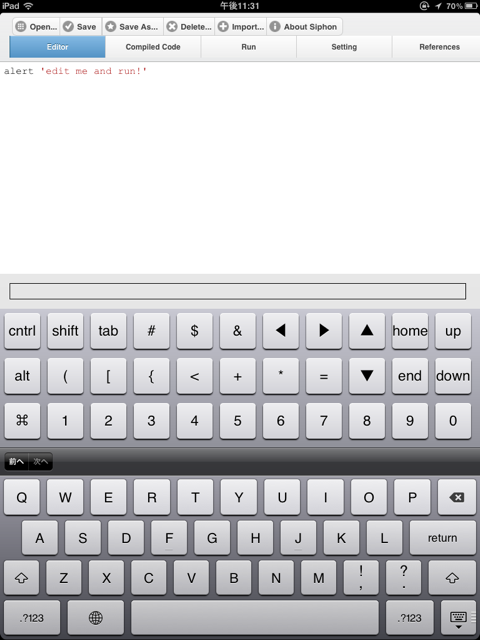 iPad 午後11:31 70%
Open... Save Save As... Delete... Import... About Siphon
Editor Compiled Code Run Setting References
alert 'edit me and run!'
cntrl shift tab # $ & ◀ ▶ ▲ home up
alt ( [ { < + * = ▼ end down
⌘ 1 2 3 4 5 6 7 8 9 0
前へ 次へ
Q W E R T Y U I O P
A S D F G H J K L return
Z X C V B N M ! , ? .
.?123 .?123